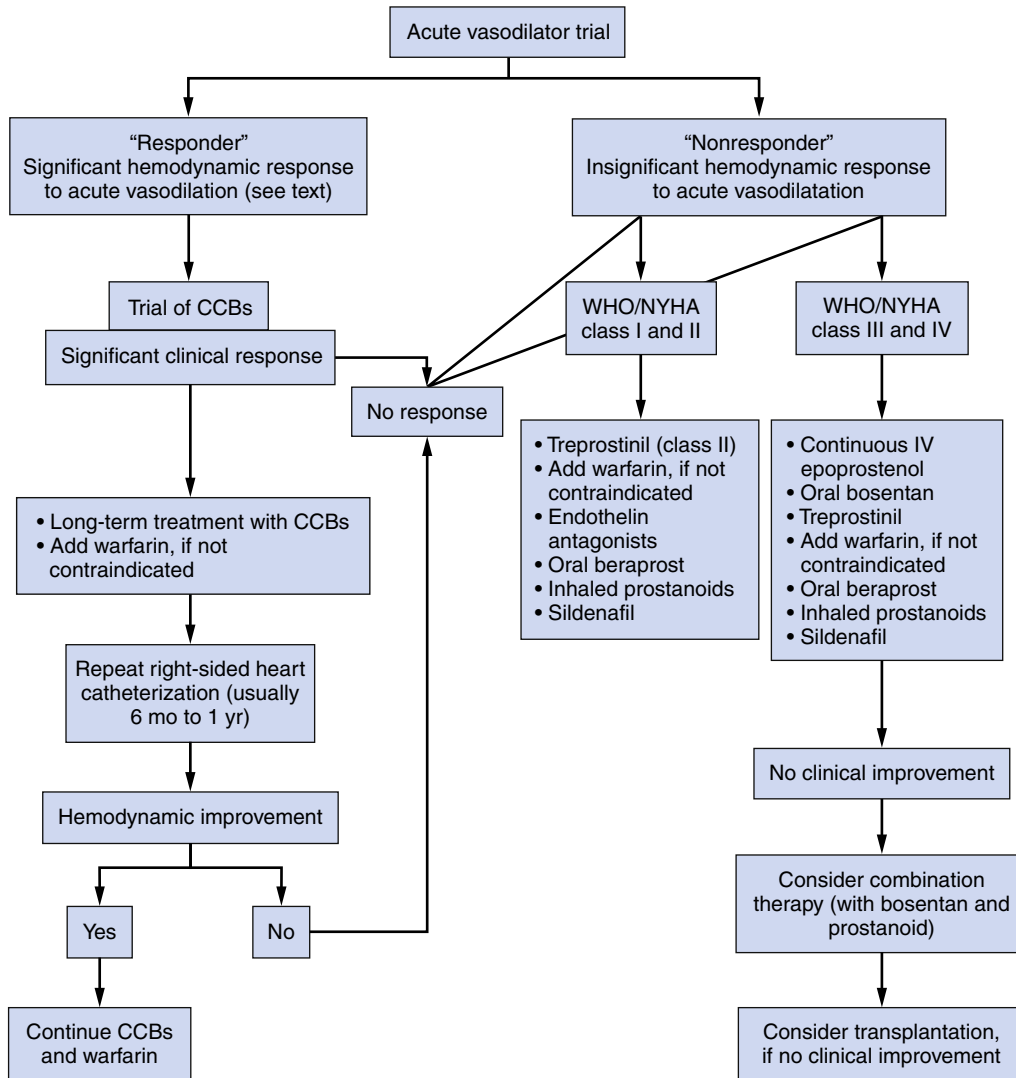 Acute vasodilator trial
“Responder”
Significant hemodynamic response
to acute vasodilation (see text)
“Nonresponder”
Insignificant hemodynamic response
to acute vasodilatation
Trial of CCBs
Significant clinical response
No response
WHO/NYHA
class I and II
WHO/NYHA
class III and IV
• Long-term treatment with CCBs
• Add warfarin, if not
contraindicated
• Treprostinil (class II)
• Add warfarin, if not
contraindicated
• Endothelin
antagonists
• Oral beraprost
• Inhaled prostanoids
• Sildenafil
• Continuous IV
epoprostenol
• Oral bosentan
• Treprostinil
• Add warfarin, if not
contraindicated
• Oral beraprost
• Inhaled prostanoids
• Sildenafil
Repeat right-sided heart
catheterization (usually
6 mo to 1 yr)
Hemodynamic improvement
Yes
No
Continue CCBs
and warfarin
No clinical improvement
Consider combination
therapy (with bosentan and
prostanoid)
Consider transplantation,
if no clinical improvement